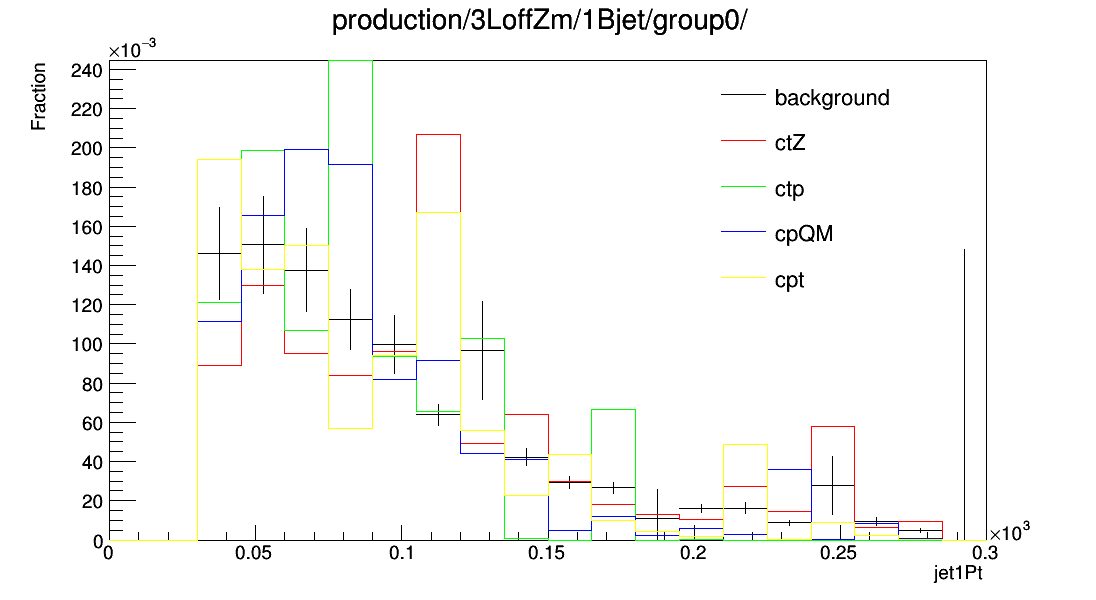 production/3LoffZm/1Bjet/group0/
×10⁻³
Fraction
240
220
200
180
160
140
120
100
80
60
40
20
0
background
ctZ
ctp
cpQM
cpt
0 0.05 0.1 0.15 0.2 0.25 0.3
×10³
jet1Pt